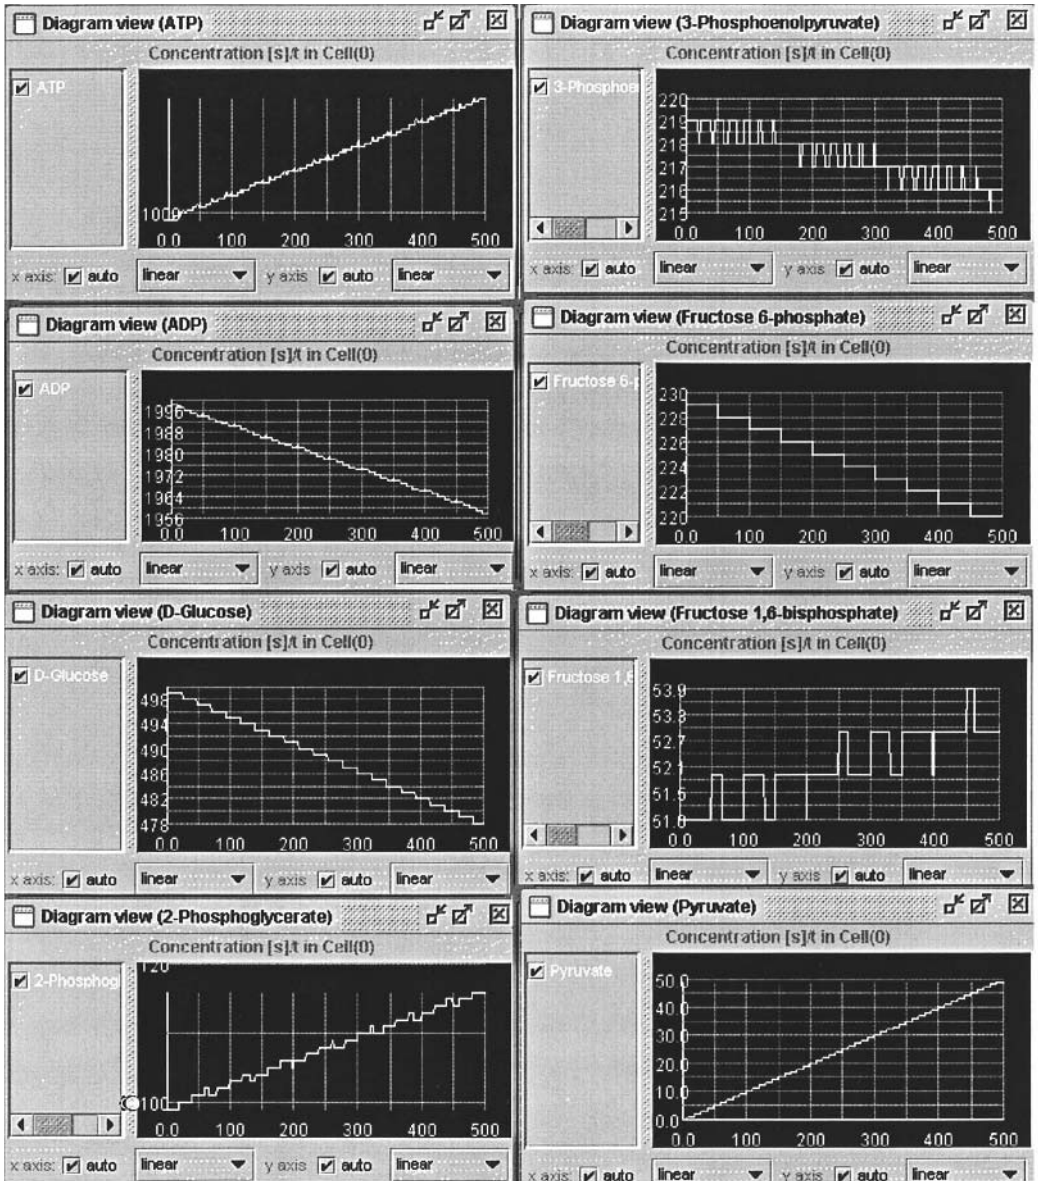 Diagram view (ATP)
Concentration [s]/t in Cell(0)
ATP
1000
0.0 100 200 300 400 500
x axis: auto linear y axis auto linear
Diagram view (3-Phosphoenolpyruvate)
Concentration [s]/t in Cell(0)
3-Phosphoe
220
219
218
217
216
215
0.0 100 200 300 400 500
x axis: auto linear y axis auto linear
Diagram view (ADP)
Concentration [s]/t in Cell(0)
ADP
1996
1988
1980
1972
1964
1956
0.0 100 200 300 400 500
x axis: auto linear y axis auto linear
Diagram view (Fructose 6-phosphate)
Concentration [s]/t in Cell(0)
Fructose 6-p
230
228
226
224
222
220
0.0 100 200 300 400 500
x axis: auto linear y axis auto linear
Diagram view (D-Glucose)
Concentration [s]/t in Cell(0)
D-Glucose
498
494
490
486
482
478
0.0 100 200 300 400 500
x axis: auto linear y axis auto linear
Diagram view (Fructose 1,6-bisphosphate)
Concentration [s]/t in Cell(0)
Fructose 1,6
0.0 100 200 300 400 500
x axis: auto linear y axis auto linear
Diagram view (2-Phosphoglycerate)
Concentration [s]/t in Cell(0)
2-Phosphogl
120
100
0.0 100 200 300 400 500
x axis: auto linear y axis auto linear
Diagram view (Pyruvate)
Concentration [s]/t in Cell(0)
Pyruvate
50.0
40.0
30.0
20.0
10.0
0.0
0.0 100 200 300 400 500
x axis: auto linear y axis auto linear